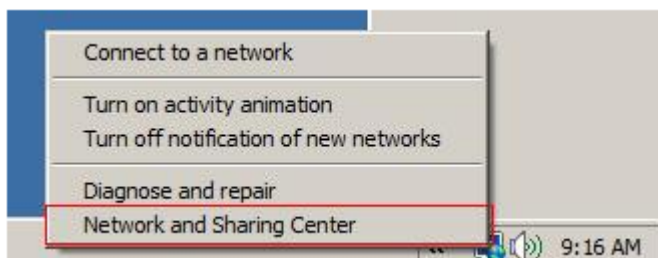 Connect to a network
Turn on activity animation
Turn off notification of new networks
Diagnose and repair
Network and Sharing Center
9:16 AM